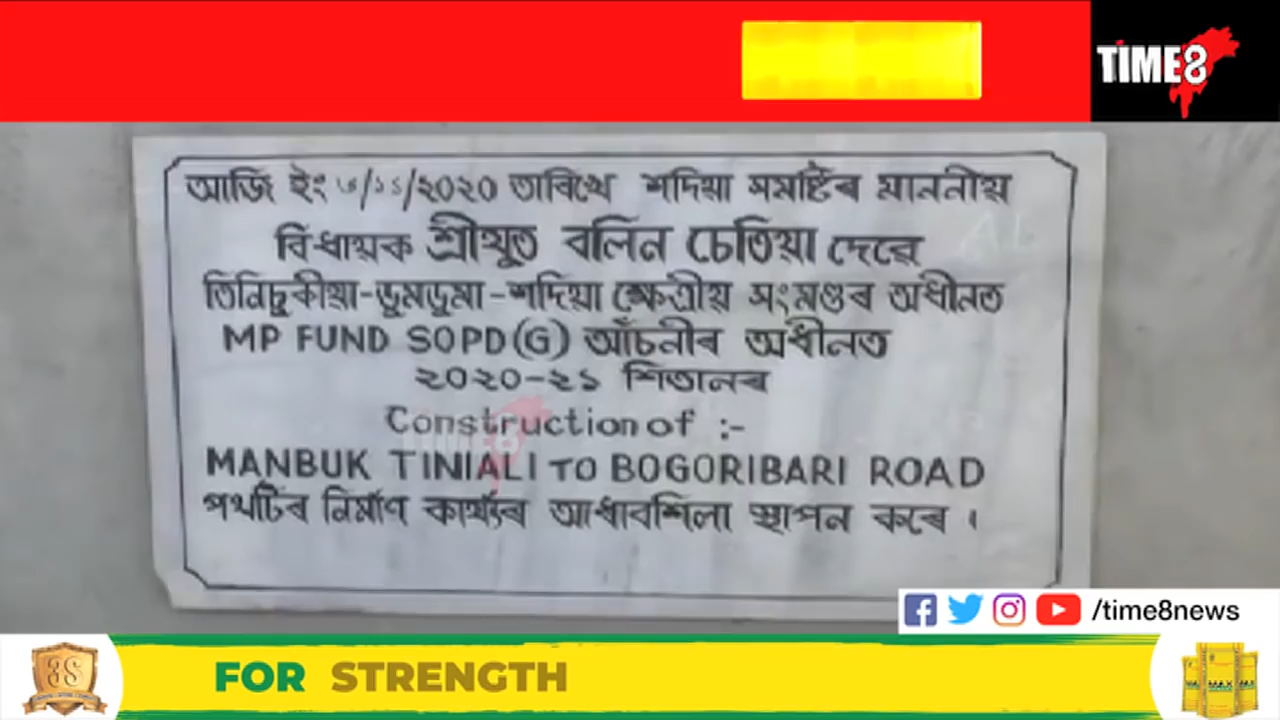 TIME8
আজি ইং /১১/২০২০ তাৰিখে শদিয়া সমষ্টিৰ মাননীয়
বিধায়ক শ্ৰীযুত বলিন চেতিয়া দেৱে
তিনিচুকীয়া-ডুমডুমা-শদিয়া ক্ষেত্ৰীয় সংমণ্ডৰ অধীনত
MP FUND SOPD(G) আঁচনীৰ অধীনত
২০২০-২১ শিতানৰ
Construction of :-
MANBUK TINIALI TO BOGORIBARI ROAD
পথটিৰ নিৰ্মাণ কাৰ্য্যৰ আধাৰশিলা স্থাপন কৰে ।
/time8news
3S
FOR STRENGTH